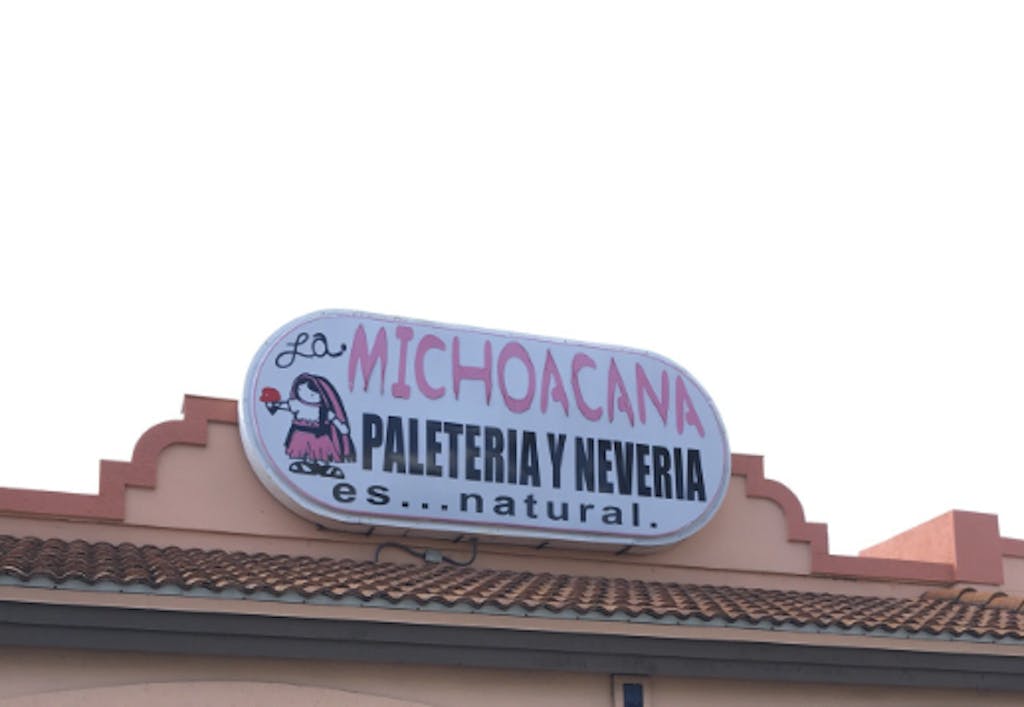 La MICHOACANA
PALETERIA Y NEVERIA
es...natural.